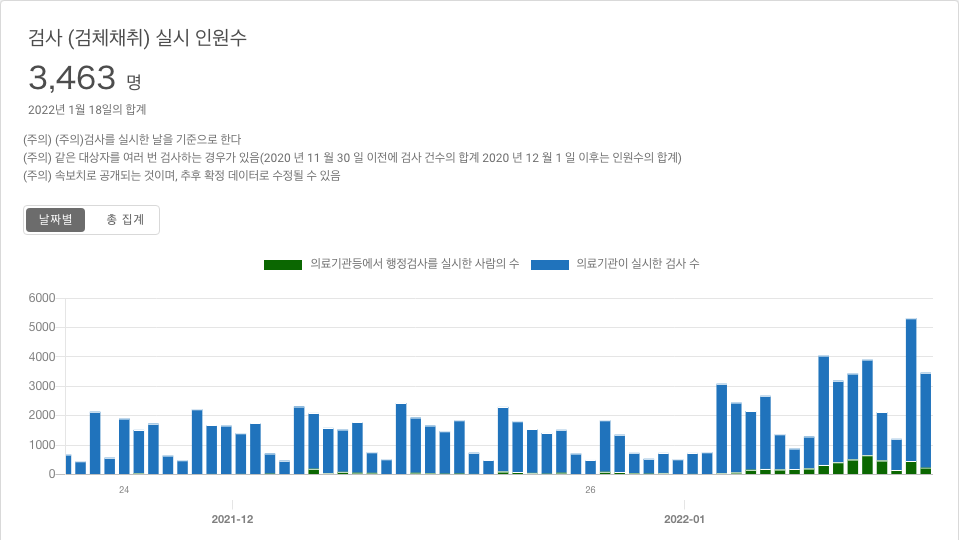 검사 (검체채취) 실시 인원수
3,463 명
2022년 1월 18일의 합계
(주의) (주의)검사를 실시한 날을 기준으로 한다
(주의) 같은 대상자를 여러 번 검사하는 경우가 있음(2020 년 11 월 30 일 이전에 검사 건수의 합계 2020 년 12 월 1 일 이후는 인원수의 합계)
(주의) 속보치로 공개되는 것이며, 추후 확정 데이터로 수정될 수 있음
날짜별 총 집계
의료기관등에서 행정검사를 실시한 사람의 수 의료기관이 실시한 검사 수
6000
5000
4000
3000
2000
1000
0
24 26
2021-12 2022-01